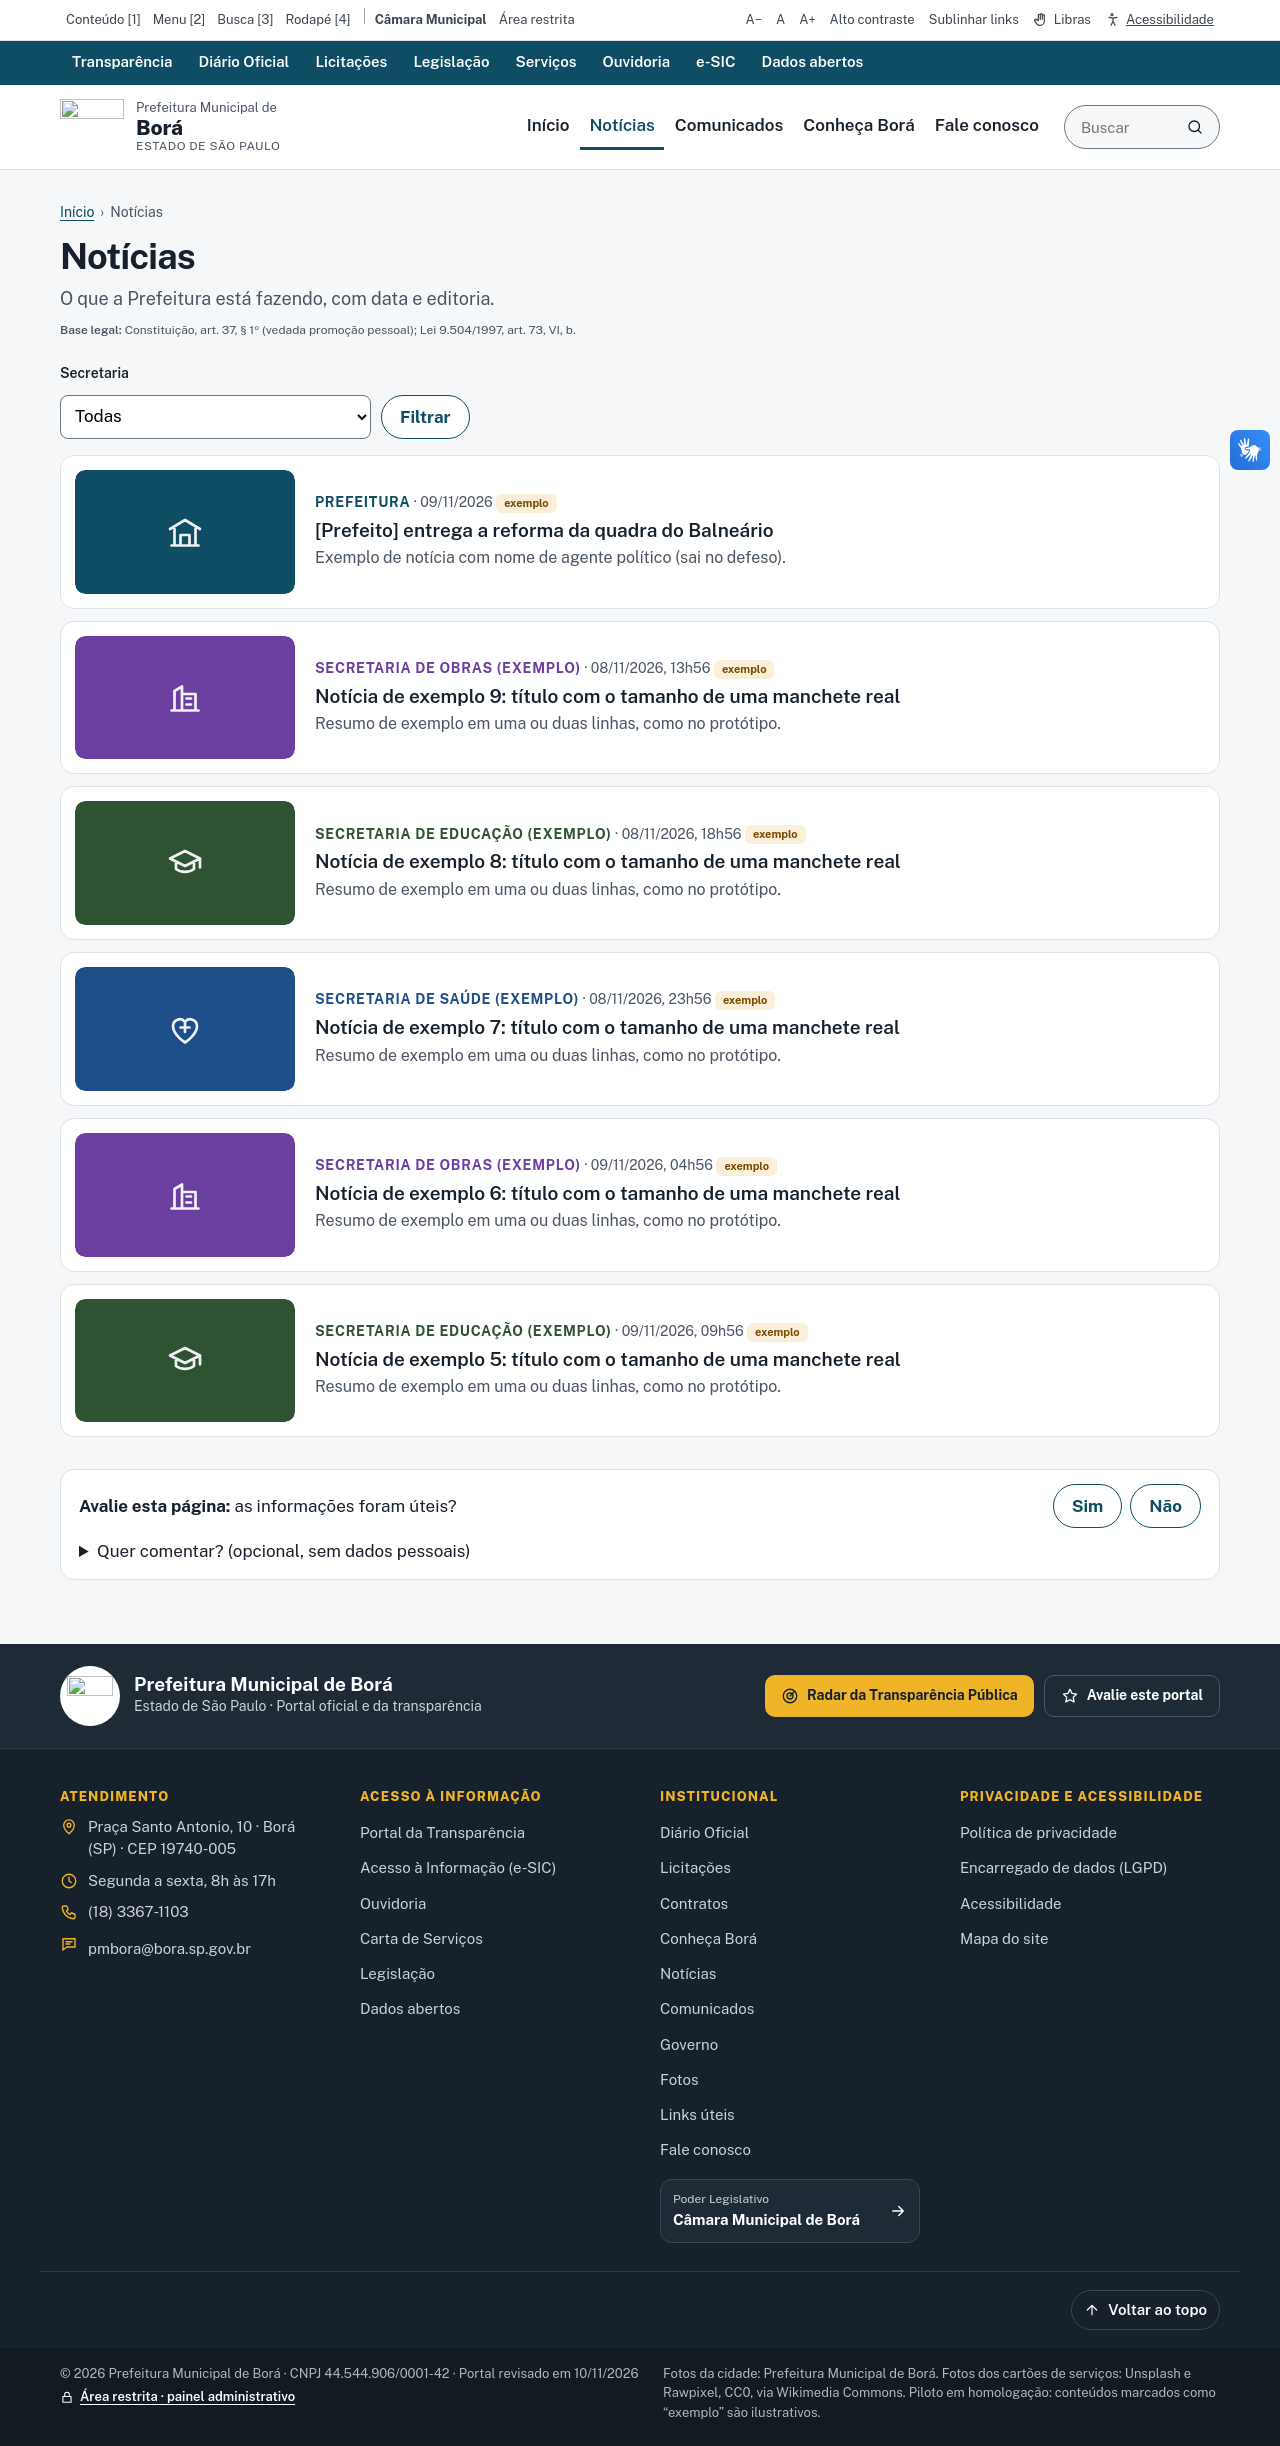 Conteúdo [1] Menu [2] Busca [3] Rodapé [4] Câmara Municipal Área restrita A− A A+ Alto contraste Sublinhar links Libras Acessibilidade
Transparência Diário Oficial Licitações Legislação Serviços Ouvidoria e-SIC Dados abertos
Prefeitura Municipal de
Borá
ESTADO DE SÃO PAULO
Início Notícias Comunicados Conheça Borá Fale conosco Buscar
Início › Notícias
Notícias
O que a Prefeitura está fazendo, com data e editoria.
Base legal: Constituição, art. 37, § 1º (vedada promoção pessoal); Lei 9.504/1997, art. 73, VI, b.
Secretaria
Todas Filtrar
PREFEITURA · 09/11/2026 exemplo
[Prefeito] entrega a reforma da quadra do Balneário
Exemplo de notícia com nome de agente político (sai no defeso).
SECRETARIA DE OBRAS (EXEMPLO) · 08/11/2026, 13h56 exemplo
Notícia de exemplo 9: título com o tamanho de uma manchete real
Resumo de exemplo em uma ou duas linhas, como no protótipo.
SECRETARIA DE EDUCAÇÃO (EXEMPLO) · 08/11/2026, 18h56 exemplo
Notícia de exemplo 8: título com o tamanho de uma manchete real
Resumo de exemplo em uma ou duas linhas, como no protótipo.
SECRETARIA DE SAÚDE (EXEMPLO) · 08/11/2026, 23h56 exemplo
Notícia de exemplo 7: título com o tamanho de uma manchete real
Resumo de exemplo em uma ou duas linhas, como no protótipo.
SECRETARIA DE OBRAS (EXEMPLO) · 09/11/2026, 04h56 exemplo
Notícia de exemplo 6: título com o tamanho de uma manchete real
Resumo de exemplo em uma ou duas linhas, como no protótipo.
SECRETARIA DE EDUCAÇÃO (EXEMPLO) · 09/11/2026, 09h56 exemplo
Notícia de exemplo 5: título com o tamanho de uma manchete real
Resumo de exemplo em uma ou duas linhas, como no protótipo.
Avalie esta página: as informações foram úteis? Sim Não
Quer comentar? (opcional, sem dados pessoais)
Prefeitura Municipal de Borá
Estado de São Paulo · Portal oficial e da transparência
Radar da Transparência Pública Avalie este portal
ATENDIMENTO
Praça Santo Antonio, 10 · Borá
(SP) · CEP 19740-005
Segunda a sexta, 8h às 17h
(18) 3367-1103
pmbora@bora.sp.gov.br
ACESSO À INFORMAÇÃO
Portal da Transparência
Acesso à Informação (e-SIC)
Ouvidoria
Carta de Serviços
Legislação
Dados abertos
INSTITUCIONAL
Diário Oficial
Licitações
Contratos
Conheça Borá
Notícias
Comunicados
Governo
Fotos
Links úteis
Fale conosco
Poder Legislativo
Câmara Municipal de Borá
PRIVACIDADE E ACESSIBILIDADE
Política de privacidade
Encarregado de dados (LGPD)
Acessibilidade
Mapa do site
Voltar ao topo
© 2026 Prefeitura Municipal de Borá · CNPJ 44.544.906/0001-42 · Portal revisado em 10/11/2026
Área restrita · painel administrativo
Fotos da cidade: Prefeitura Municipal de Borá. Fotos dos cartões de serviços: Unsplash e
Rawpixel, CC0, via Wikimedia Commons. Piloto em homologação: conteúdos marcados como
“exemplo” são ilustrativos.